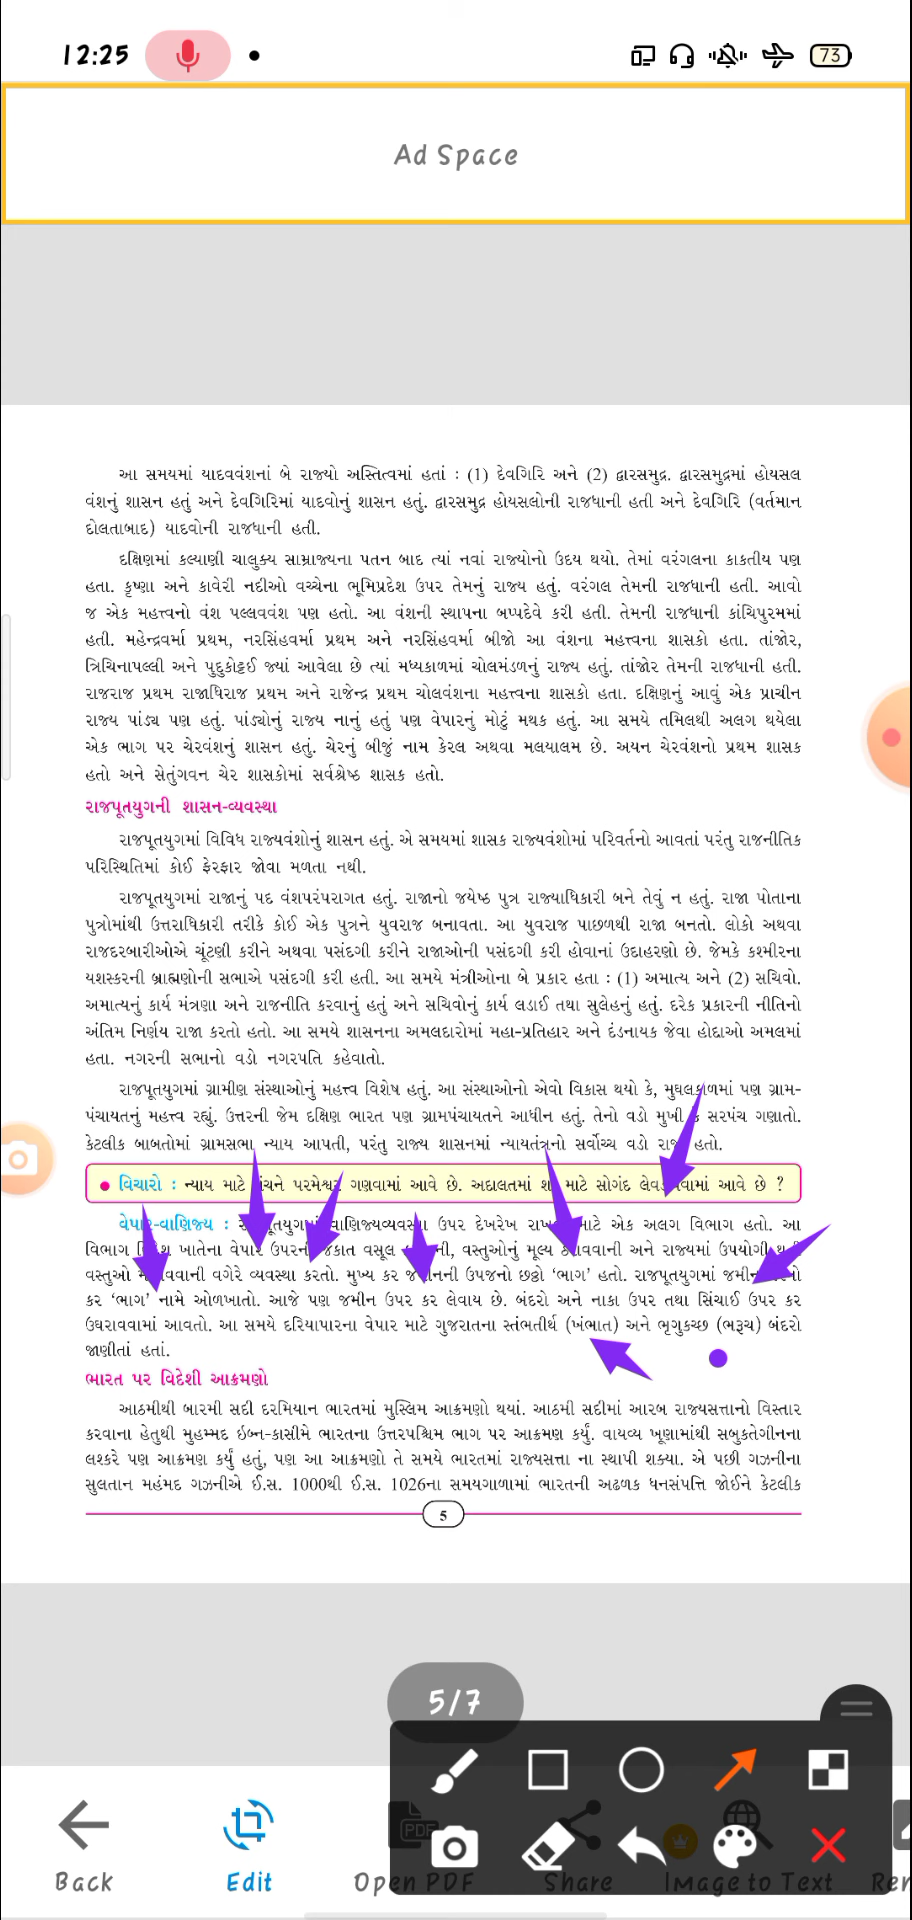 12:25
73
Ad Space
આ સમયમાં યાદવવંશનાં બે રાજ્યો અસ્તિત્વમાં હતાં : (1) દેવગિરિ અને (2) દ્વારસમુદ્ર. દ્વારસમુદ્રમાં હોયસલ
વંશનું શાસન હતું અને દેવગિરિમાં યાદવોનું શાસન હતું. દ્વારસમુદ્ર હોયસલોની રાજધાની હતી અને દેવગિરિ (વર્તમાન
દોલતાબાદ) યાદવોની રાજધાની હતી.
દક્ષિણમાં કલ્યાણી ચાલુક્ય સામ્રાજ્યના પતન બાદ ત્યાં નવાં રાજ્યોનો ઉદય થયો. તેમાં વરંગલના કાકતીય પણ
હતા. કૃષ્ણા અને કાવેરી નદીઓ વચ્ચેના ભૂમિપ્રદેશ ઉપર તેમનું રાજ્ય હતું. વરંગલ તેમની રાજધાની હતી. આવો
જ એક મહત્ત્વનો વંશ પલ્લવવંશ પણ હતો. આ વંશની સ્થાપના બપ્પદેવે કરી હતી. તેમની રાજધાની કાંચિપુરમમાં
હતી. મહેન્દ્રવર્મા પ્રથમ, નરસિંહવર્મા પ્રથમ અને નરસિંહવર્મા બીજો આ વંશના મહત્ત્વના શાસકો હતા. તાંજોર,
ત્રિચિનાપલ્લી અને પુદુકોટ્ટઈ જ્યાં આવેલા છે ત્યાં મધ્યકાળમાં ચોલમંડળનું રાજ્ય હતું. તાંજોર તેમની રાજધાની હતી.
રાજરાજ પ્રથમ રાજાધિરાજ પ્રથમ અને રાજેન્દ્ર પ્રથમ ચોલવંશના મહત્ત્વના શાસકો હતા. દક્ષિણનું આવું એક પ્રાચીન
રાજ્ય પાંડ્ય પણ હતું. પાંડ્યોનું રાજ્ય નાનું હતું પણ વેપારનું મોટું મથક હતું. આ સમયે તમિલથી અલગ થયેલા
એક ભાગ પર ચેરવંશનું શાસન હતું. ચેરનું બીજું નામ કેરલ અથવા મલયાલમ છે. અયન ચેરવંશનો પ્રથમ શાસક
હતો અને સેતુંગવન ચેર શાસકોમાં સર્વશ્રેષ્ઠ શાસક હતો.
રાજપૂતયુગની શાસન-વ્યવસ્થા
રાજપૂતયુગમાં વિવિધ રાજ્યવંશોનું શાસન હતું. એ સમયમાં શાસક રાજ્યવંશોમાં પરિવર્તનો આવતાં પરંતુ રાજનીતિક
પરિસ્થિતિમાં કોઈ ફેરફાર જોવા મળતા નથી.
રાજપૂતયુગમાં રાજાનું પદ વંશપરંપરાગત હતું. રાજાનો જયેષ્ઠ પુત્ર રાજ્યાધિકારી બને તેવું ન હતું. રાજા પોતાના
પુત્રોમાંથી ઉત્તરાધિકારી તરીકે કોઈ એક પુત્રને યુવરાજ બનાવતા. આ યુવરાજ પાછળથી રાજા બનતો. લોકો અથવા
રાજદરબારીઓએ ચૂંટણી કરીને અથવા પસંદગી કરીને રાજાઓની પસંદગી કરી હોવાનાં ઉદાહરણો છે. જેમકે કશ્મીરના
યશસ્કરની બ્રાહ્મણોની સભાએ પસંદગી કરી હતી. આ સમયે મંત્રીઓના બે પ્રકાર હતા : (1) અમાત્ય અને (2) સચિવો.
અમાત્યનું કાર્ય મંત્રણા અને રાજનીતિ કરવાનું હતું અને સચિવોનું કાર્ય લડાઈ તથા સુલેહનું હતું. દરેક પ્રકારની નીતિનો
અંતિમ નિર્ણય રાજા કરતો હતો. આ સમયે શાસનના અમલદારોમાં મહા-પ્રતિહાર અને દંડનાયક જેવા હોદ્દાઓ અમલમાં
હતા. નગરની સભાનો વડો નગરપતિ કહેવાતો.
રાજપૂતયુગમાં ગ્રામીણ સંસ્થાઓનું મહત્ત્વ વિશેષ હતું. આ સંસ્થાઓનો એવો વિકાસ થયો કે, મુઘલકાળમાં પણ ગ્રામ-
પંચાયતનું મહત્ત્વ રહ્યું. ઉત્તરની જેમ દક્ષિણ ભારત પણ ગ્રામપંચાયતને આધીન હતું. તેનો વડો મુખી સરપંચ ગણાતો.
કેટલીક બાબતોમાં ગ્રામસભા ન્યાય આપતી, પરંતુ રાજ્ય શાસનમાં ન્યાયતંત્રનો સર્વોચ્ચ વડો રાજા હતો.
• વિચારો : ન્યાય માટે પંચને પરમેશ્વર ગણવામાં આવે છે. અદાલતમાં માટે સોગંદ લેવડાવવામાં આવે છે ?
વેપાર-વાણિજ્ય : રાજપૂતયુગમાં વાણિજ્યવ્યવસ્થા ઉપર દેખરેખ રાખવા માટે એક અલગ વિભાગ હતો. આ
વિભાગ ખાતેના વેપાર ઉપરની જકાત વસૂલ વસ્તુઓનું મૂલ્ય ઠરાવવાની અને રાજ્યમાં ઉપયોગી થતી
વસ્તુઓ વગેરે વ્યવસ્થા કરતો. મુખ્ય કર જમીનની ઉપજનો છઠ્ઠો ‘ભાગ’ હતો. રાજપૂતયુગમાં
કર ‘ભાગ’ નામે ઓળખાતો. આજે પણ જમીન ઉપર કર લેવાય છે. બંદરો અને નાકા ઉપર તથા સિંચાઈ ઉપર કર
ઉઘરાવવામાં આવતો. આ સમયે દરિયાપારના વેપાર માટે ગુજરાતના સ્તંભતીર્થ (ખંભાત) અને ભૃગુકચ્છ (ભરૂચ) બંદરો
જાણીતાં હતાં.
ભારત પર વિદેશી આક્રમણો
આઠમીથી બારમી સદી દરમિયાન ભારતમાં મુસ્લિમ આક્રમણો થયાં. આઠમી સદીમાં આરબ રાજ્યસત્તાનો વિસ્તાર
કરવાના હેતુથી મુહમ્મદ ઇબ્ન-કાસીમે ભારતના ઉત્તરપશ્ચિમ ભાગ પર આક્રમણ કર્યું. વાયવ્ય ખૂણામાંથી સબુકતેગીનના
લશ્કરે પણ આક્રમણ કર્યું હતું, પણ આ આક્રમણો તે સમયે ભારતમાં રાજ્યસત્તા ના સ્થાપી શક્યા. એ પછી ગઝનીના
સુલતાન મહંમદ ગઝનીએ ઈ.સ. 1000થી ઈ.સ. 1026ના સમયગાળામાં ભારતની અઢળક ધનસંપત્તિ જોઈને કેટલીક
5
5/7
Back
Edit
Open PDF
Share
Image to Text